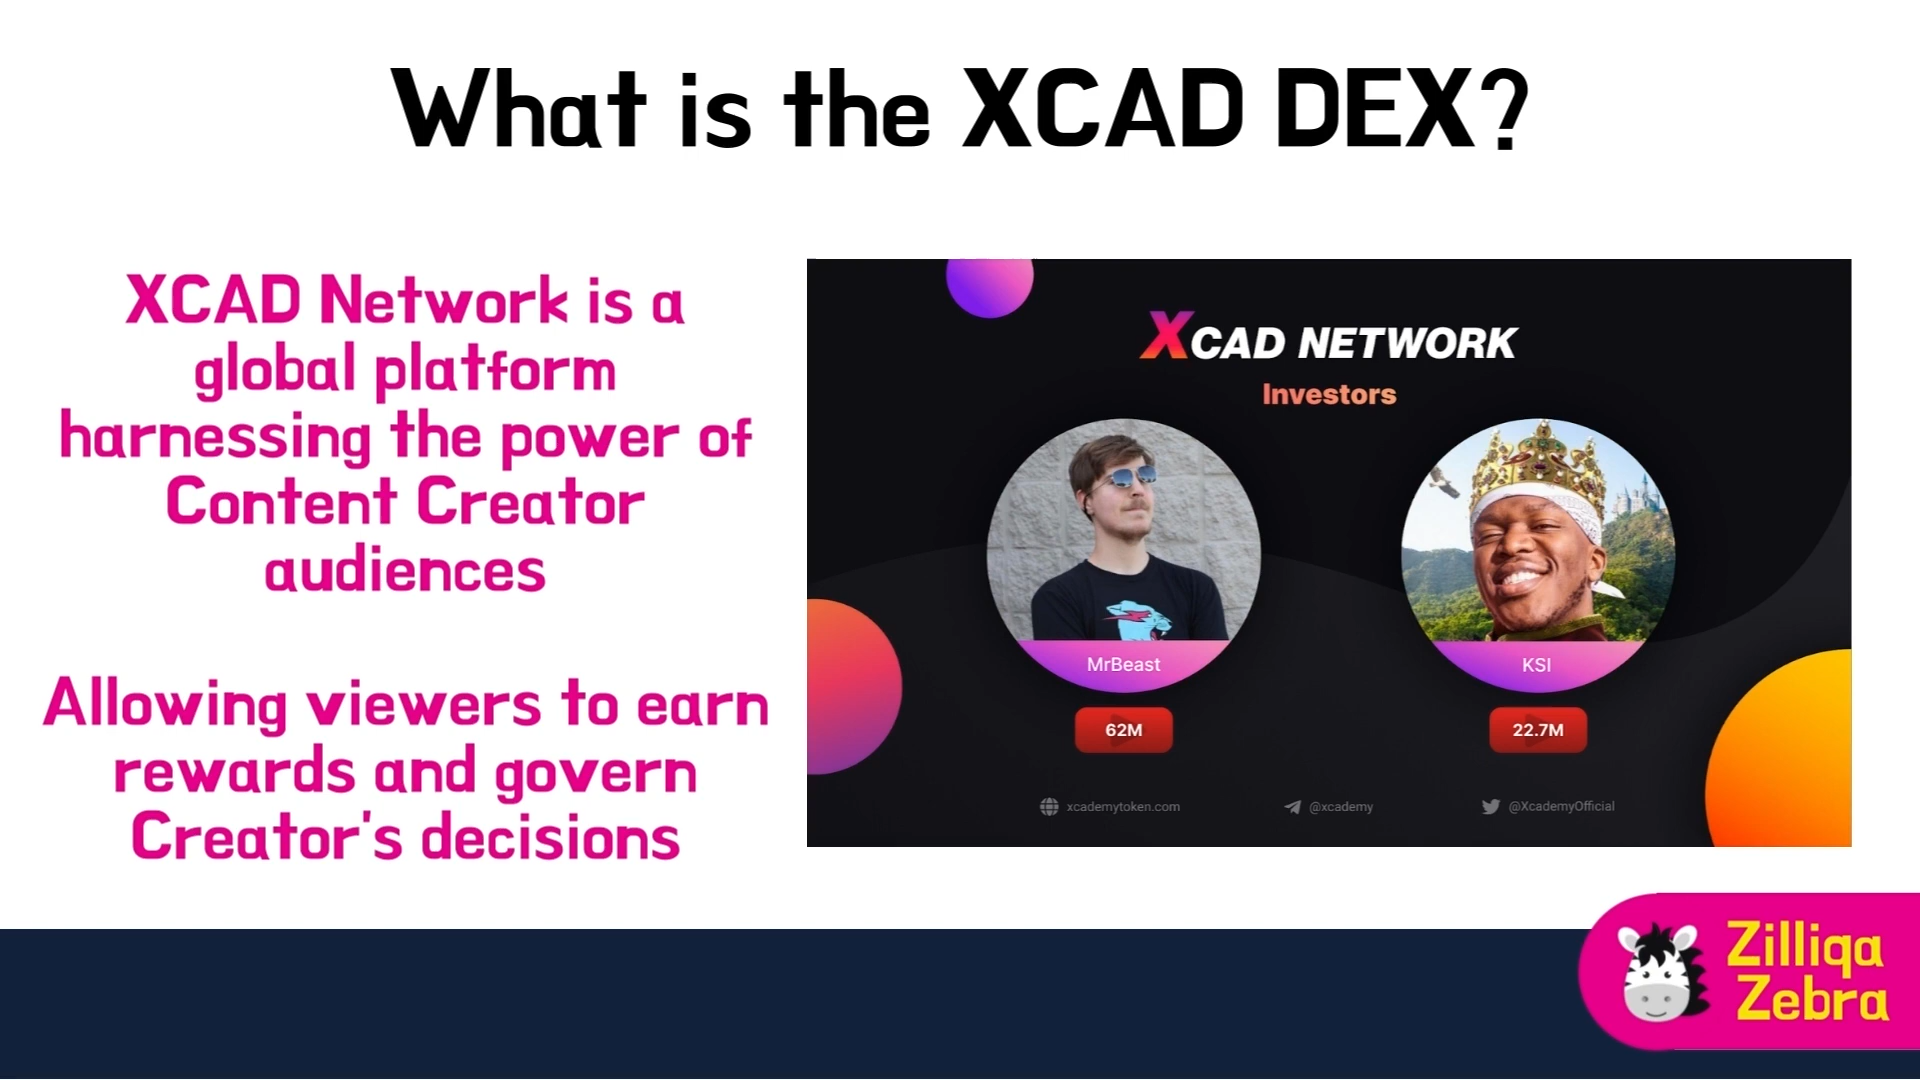 What is the XCAD DEX?
XCAD Network is a
global platform
harnessing the power of
Content Creator
audiences
Allowing viewers to earn
rewards and govern
Creator's decisions
XCAD NETWORK
Investors
MrBeast
KSI
62M
22.7M
xcademytoken.com
@xcademy
@XcademyOfficial
Zilliqa
Zebra